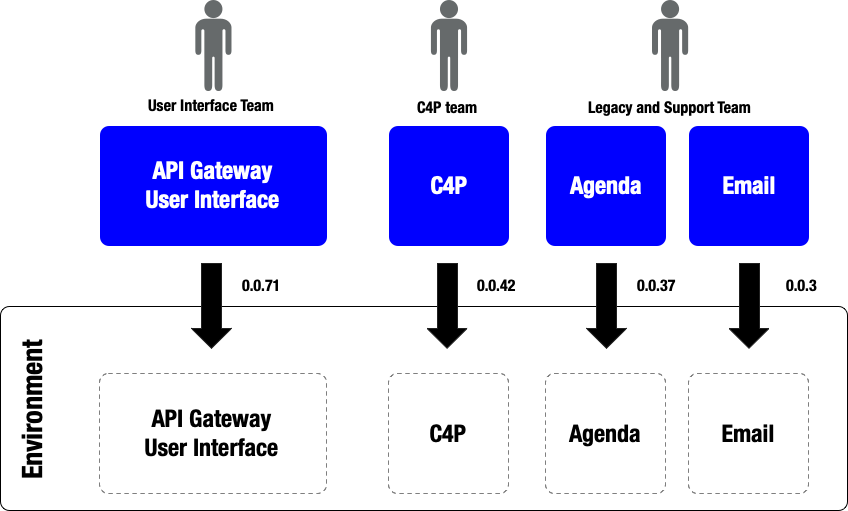 User Interface Team
C4P team
Legacy and Support Team
API Gateway
User Interface
C4P
Agenda
Email
0.0.71
0.0.42
0.0.37
0.0.3
Environment
API Gateway
User Interface
C4P
Agenda
Email